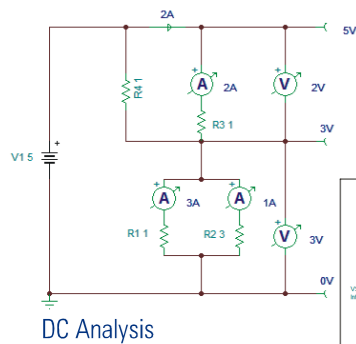 2A
5V
A
2A
V
2V
R4 1
R3 1
3V
V1 5
A
3A
A
1A
R1 1
R2 3
V
3V
0V
DC Analysis